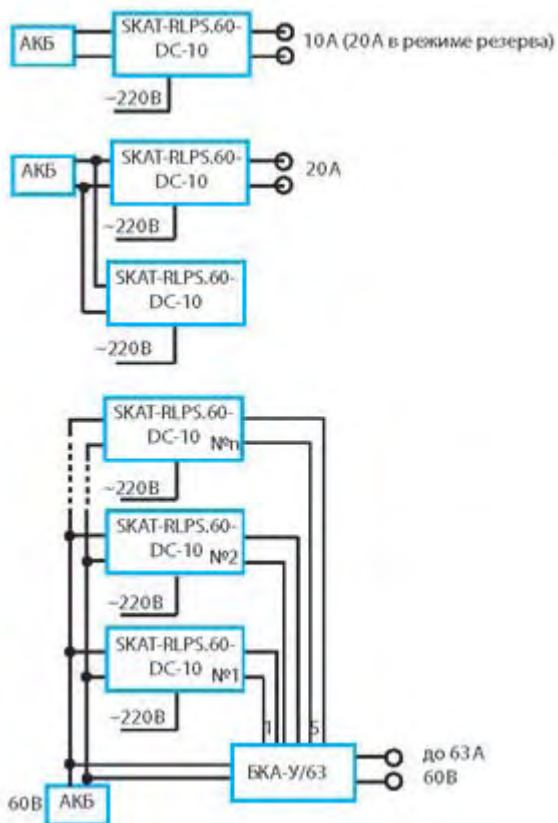 АКБ
SKAT-RLPS.60-
DC-10
10А (20А в режиме резерва)
~220В
АКБ
SKAT-RLPS.60-
DC-10
20А
~220В
SKAT-RLPS.60-
DC-10
~220В
SKAT-RLPS.60-
DC-10 №n
~220В
SKAT-RLPS.60-
DC-10 №2
~220В
SKAT-RLPS.60-
DC-10 №1
~220В
1 5
БКА-У/63
до 63А
60В
60В АКБ